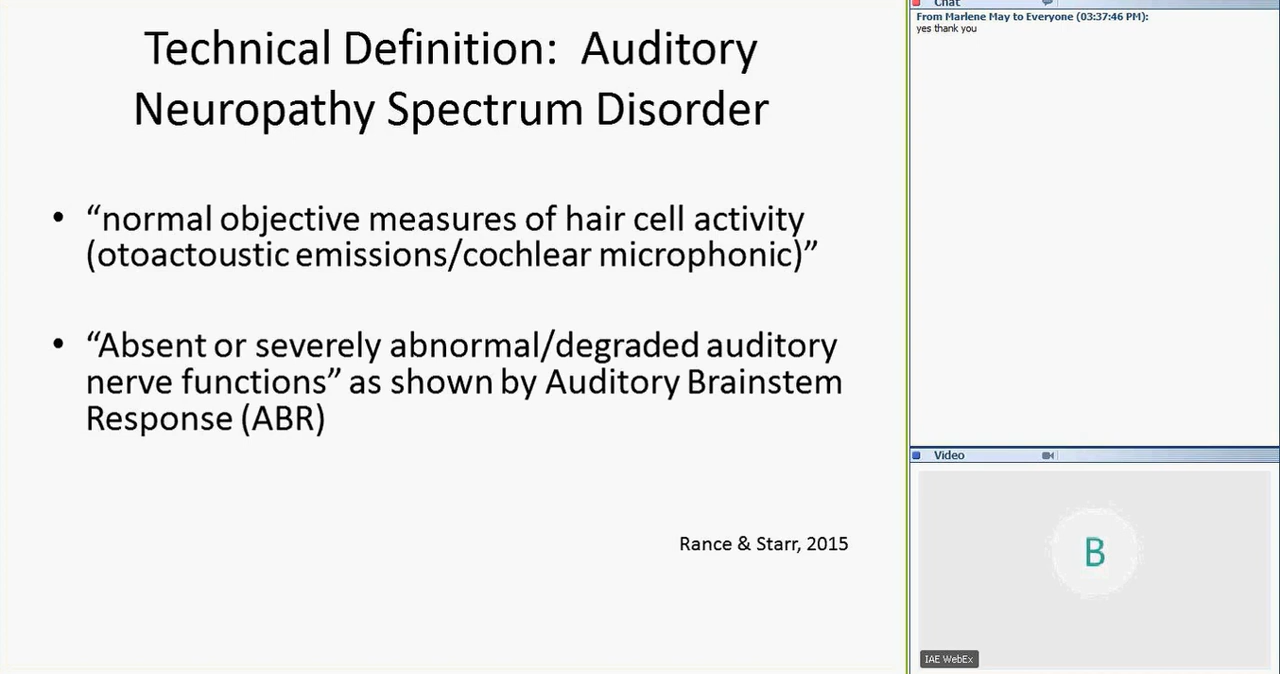 Technical Definition:  Auditory
Neuropathy Spectrum Disorder
• “normal objective measures of hair cell activity
(otoactoustic emissions/cochlear microphonic)”
• “Absent or severely abnormal/degraded auditory
nerve functions” as shown by Auditory Brainstem
Response (ABR)
Rance & Starr, 2015
Chat
From Marlene May to Everyone (03:37:46 PM):
yes thank you
Video
B
IAE WebEx